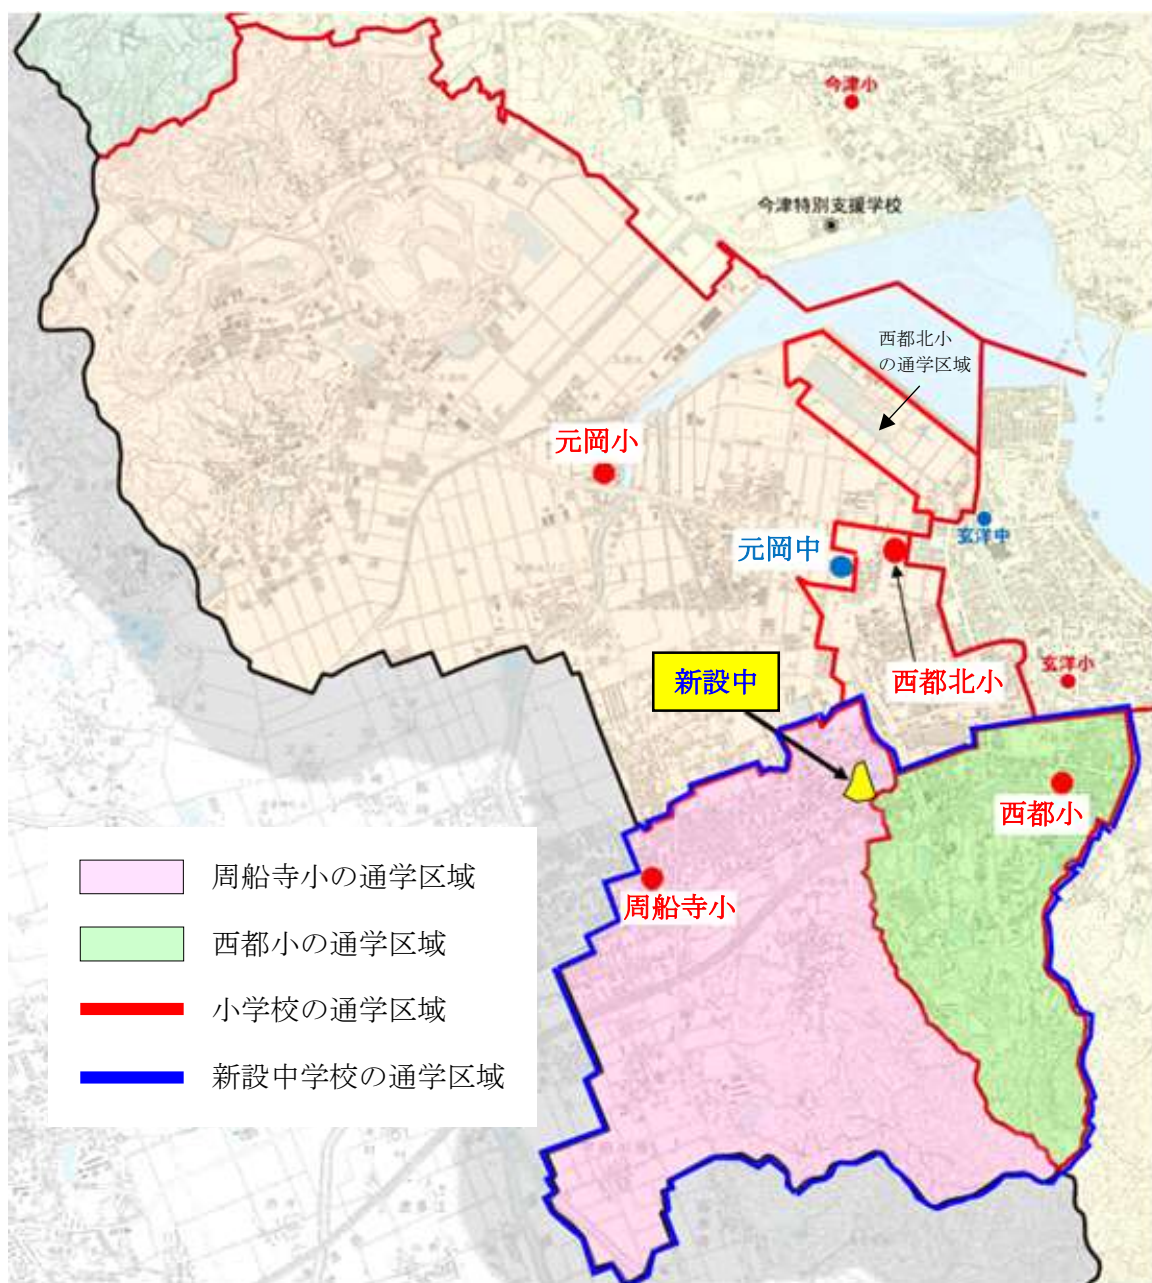 今津小
今津特別支援学校
西都北小
の通学区域
元岡小
玄洋中
元岡中
新設中
西都北小
玄洋小
西都小
周船寺小
周船寺小の通学区域
西都小の通学区域
小学校の通学区域
新設中学校の通学区域